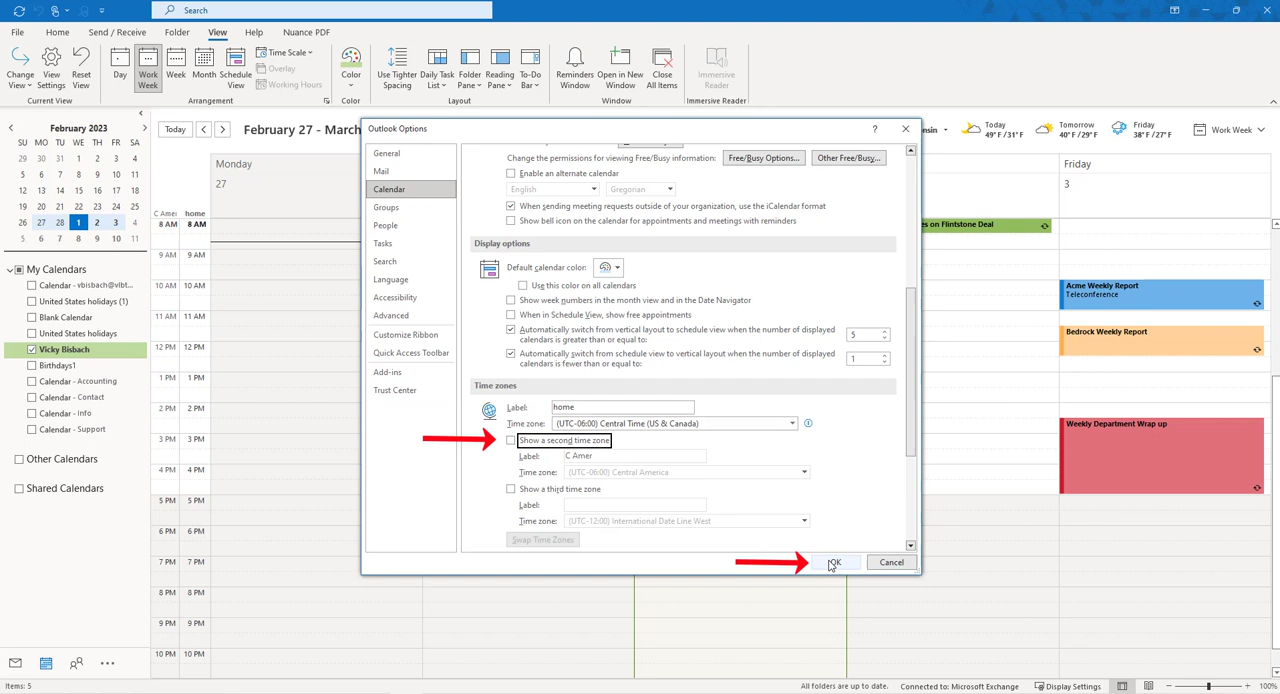 Search
File Home Send / Receive Folder View Help Nuance PDF
Change View
View Settings
Reset View
Day
Work Week
Week
Month
Schedule View
Time Scale
Overlay
Working Hours
Color
Use Tighter Spacing
Daily Task List
Folder Pane
Reading Pane
To-Do Bar
Reminders Window
Open in New Window
Close All Items
Immersive Reader
Current View Arrangement Color Layout Window Immersive Reader
February 2023
SU MO TU WE TH FR SA
29 30 31 1 2 3 4
5 6 7 8 9 10 11
12 13 14 15 16 17 18
19 20 21 22 23 24 25
26 27 28 1 2 3 4
5 6 7 8 9 10 11
My Calendars
Calendar - vbisbach@vlbt...
United States holidays (1)
Blank Calendar
United States holidays
Vicky Bisbach
Birthdays1
Calendar - Accounting
Calendar - Contact
Calendar - Info
Calendar - Support
Other Calendars
Shared Calendars
Today
February 27 - March
Today 49° F / 31° F
Tomorrow 40° F / 29° F
Friday 38° F / 27° F
Work Week
Monday
27
Friday
3
C Amer home
8 AM 8 AM
9 AM 9 AM
10 AM 10 AM
11 AM 11 AM
12 PM 12 PM
1 PM 1 PM
2 PM 2 PM
3 PM 3 PM
4 PM 4 PM
5 PM 5 PM
6 PM 6 PM
7 PM 7 PM
8 PM 8 PM
9 PM 9 PM
10 PM 10 PM
es on Flintstone Deal
Acme Weekly Report
Teleconference
Bedrock Weekly Report
Weekly Department Wrap up
Outlook Options
?
General
Mail
Calendar
Groups
People
Tasks
Search
Language
Accessibility
Advanced
Customize Ribbon
Quick Access Toolbar
Add-ins
Trust Center
Change the permissions for viewing Free/Busy information: Free/Busy Options... Other Free/Busy...
Enable an alternate calendar
English Gregorian
When sending meeting requests outside of your organization, use the iCalendar format
Show bell icon on the calendar for appointments and meetings with reminders
Display options
Default calendar color:
Use this color on all calendars
Show week numbers in the month view and in the Date Navigator
When in Schedule View, show free appointments
Automatically switch from vertical layout to schedule view when the number of displayed
calendars is greater than or equal to: 5
Automatically switch from schedule view to vertical layout when the number of displayed
calendars is fewer than or equal to: 1
Time zones
Label: home
Time zone: (UTC-06:00) Central Time (US & Canada)
Show a second time zone
Label: C Amer
Time zone: (UTC-06:00) Central America
Show a third time zone
Label:
Time zone: (UTC-12:00) International Date Line West
Swap Time Zones
OK Cancel
Items: 5
All folders are up to date. Connected to: Microsoft Exchange Display Settings 100%